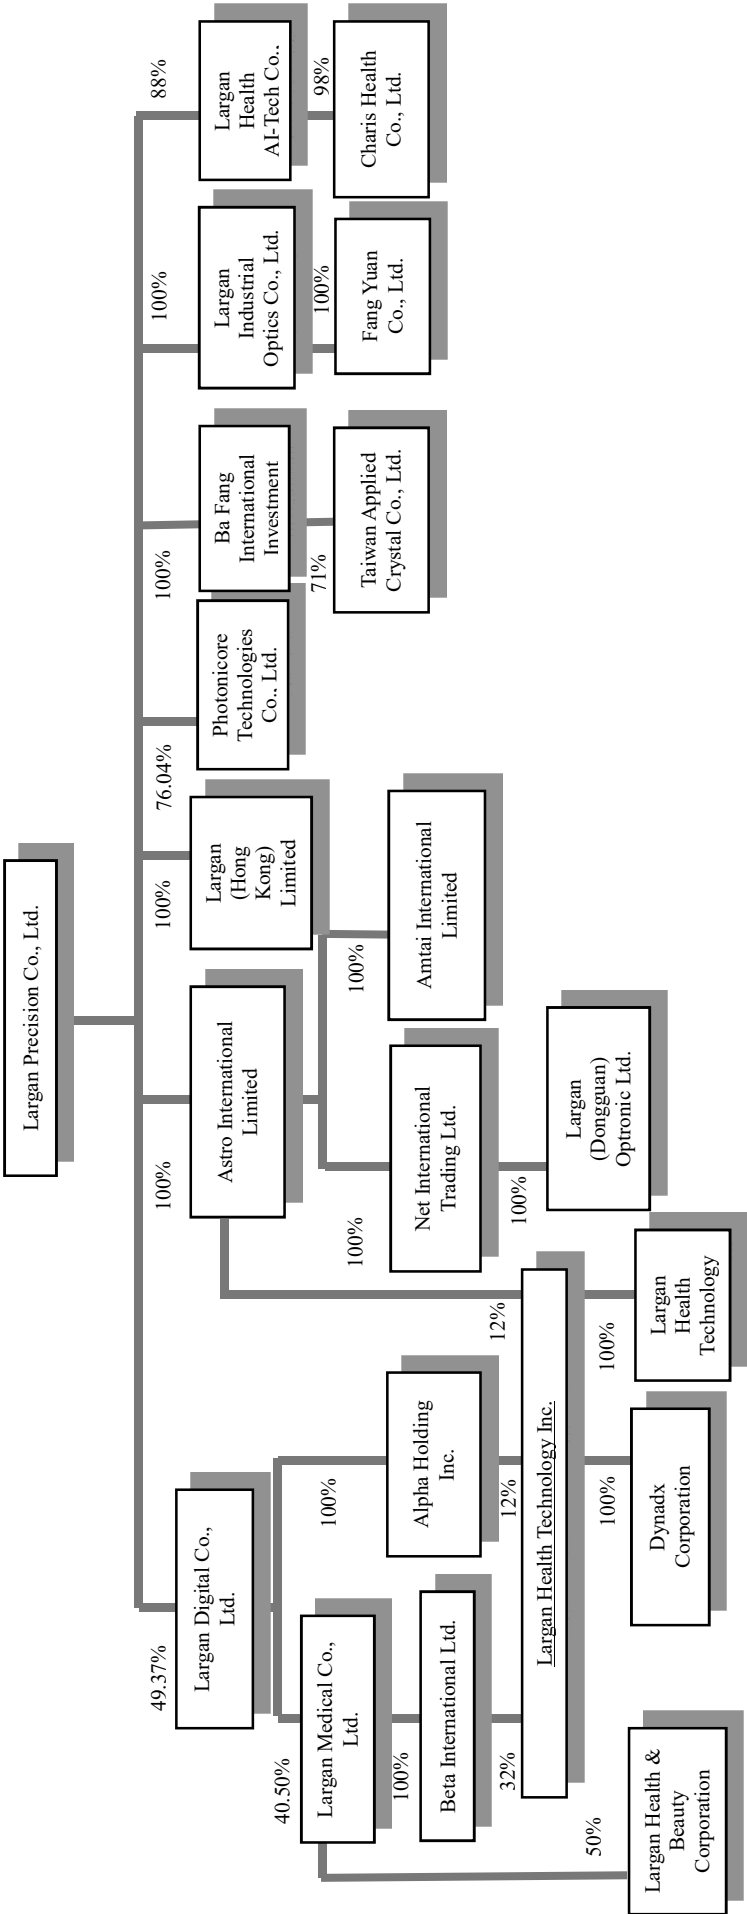 Largan Precision Co., Ltd.
49.37%
100%
100%
76.04%
100%
100%
88%
Largan Digital Co.,
Ltd.
Astro International
Limited
Largan
(Hong
Kong)
Limited
Photonicore
Technologies
Co., Ltd.
Ba Fang
International
Investment
Largan
Industrial
Optics Co., Ltd.
Largan
Health
AI-Tech Co.,
40.50%
100%
100%
100%
71%
100%
98%
Largan Medical Co.,
Ltd.
Alpha Holding
Inc.
Net International
Trading Ltd.
Amtai International
Limited
Taiwan Applied
Crystal Co., Ltd.
Fang Yuan
Co., Ltd.
Charis Health
Co., Ltd.
100%
Beta International Ltd.
32%
12%
12%
100%
Largan Health Technology Inc.
Largan
(Dongguan)
Optronic Ltd.
50%
100%
100%
Largan Health &
Beauty
Corporation
Dynadx
Corporation
Largan
Health
Technology